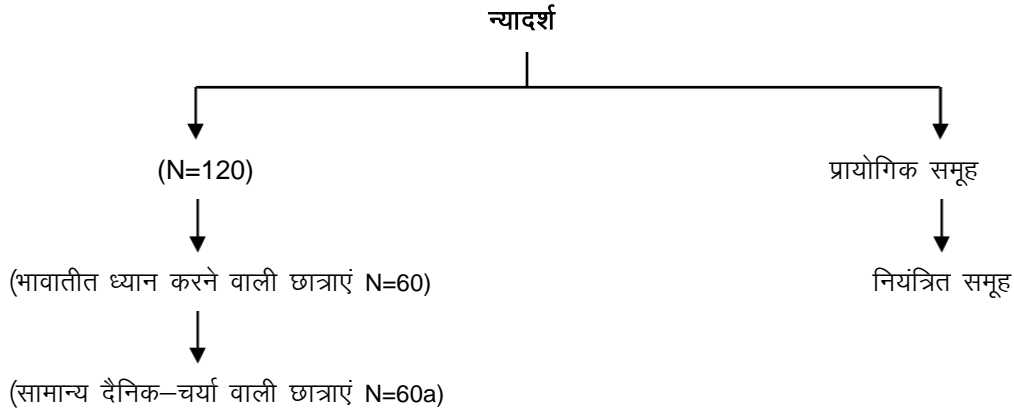 न्यादर्श
(N=120)
प्रायोगिक समूह
(भावातीत ध्यान करने वाली छात्राएं N=60)
नियंत्रित समूह
(सामान्य दैनिक–चर्या वाली छात्राएं N=60a)